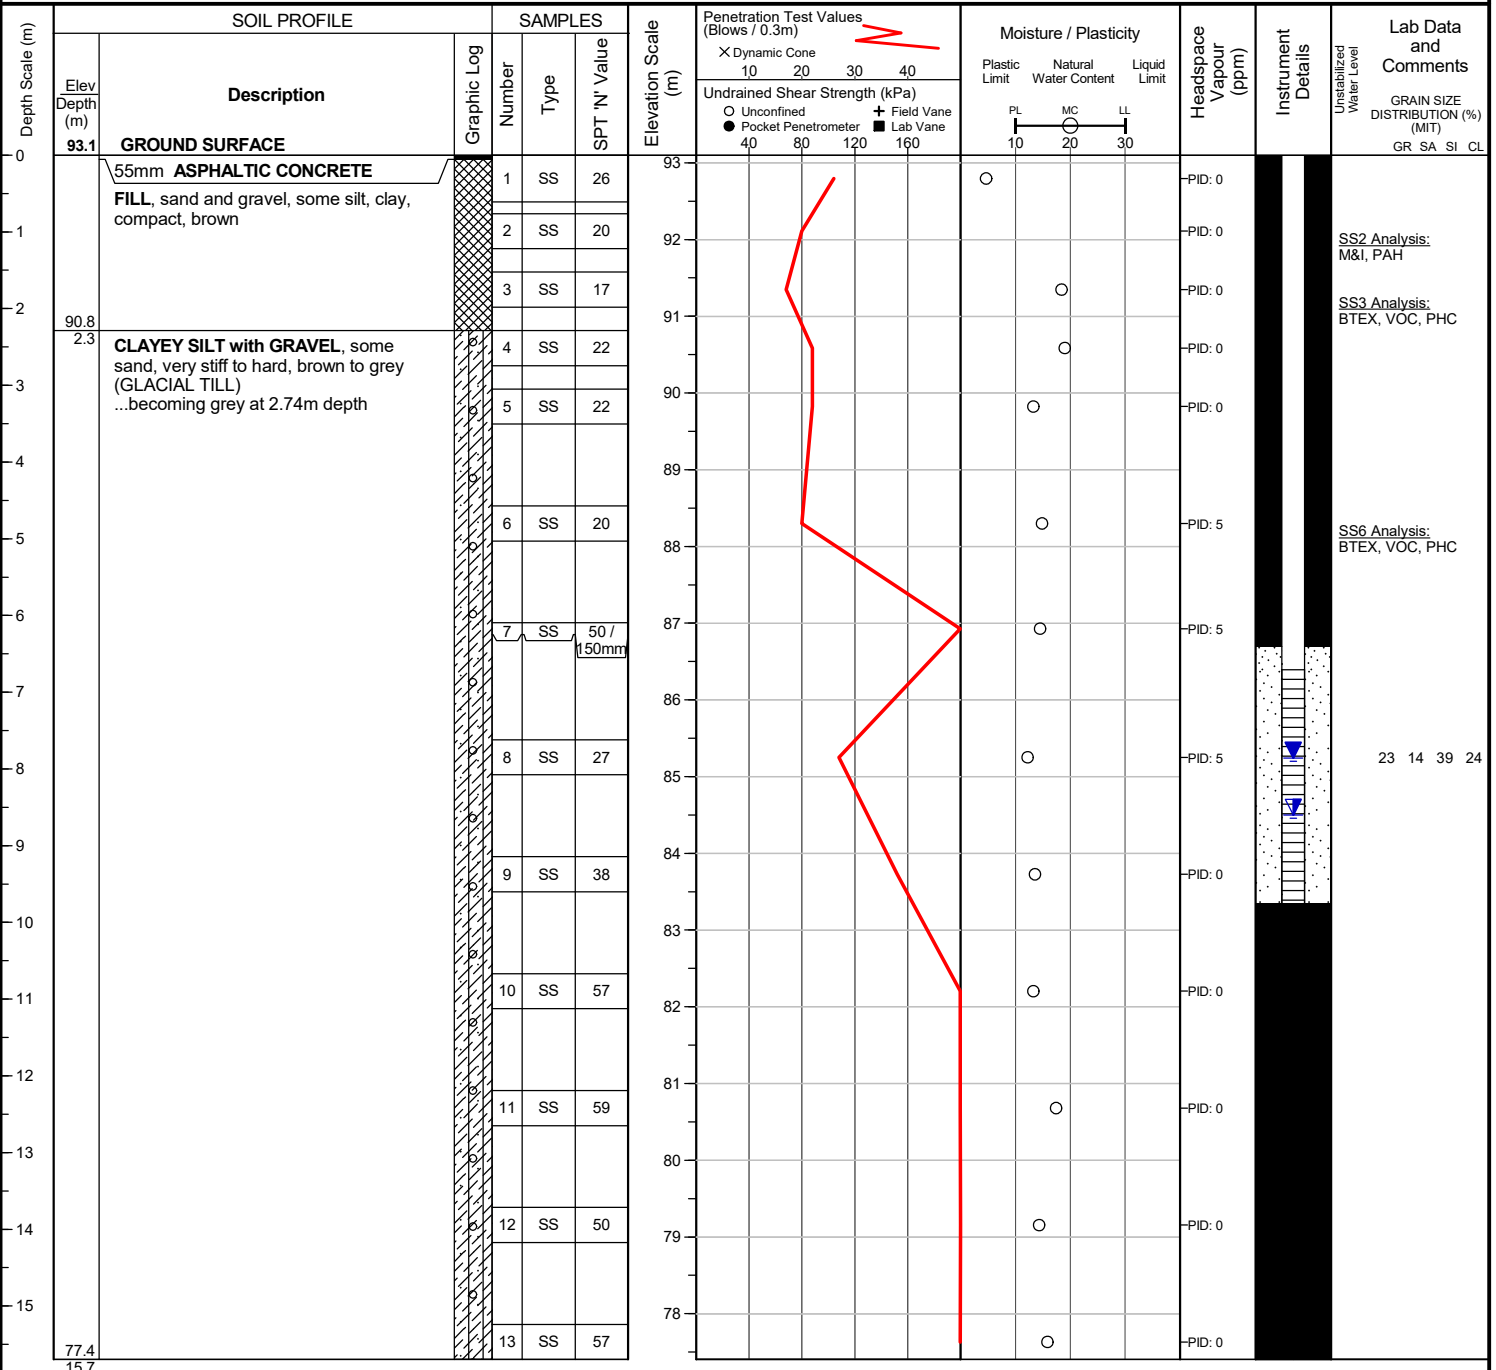 SOIL PROFILE
SAMPLES
Depth Scale (m)
Elev
Depth
(m)
Description
Graphic Log
Number
Type
SPT 'N' Value
Elevation Scale
(m)
Penetration Test Values
(Blows / 0.3m)
× Dynamic Cone
10 20 30 40
Undrained Shear Strength (kPa)
Unconfined
Field Vane
Pocket Penetrometer
Lab Vane
40 80 120 160
Moisture / Plasticity
Plastic
Limit
Natural
Water Content
Liquid
Limit
PL MC LL
10 20 30
Headspace
Vapour
(ppm)
Instrument
Details
Unstabilized
Water Level
Lab Data
and
Comments
GRAIN SIZE
DISTRIBUTION (%)
(MIT)
GR SA SI CL
93.1 GROUND SURFACE
0
55mm ASPHALTIC CONCRETE
FILL, sand and gravel, some silt, clay,
compact, brown
90.8
2.3
CLAYEY SILT with GRAVEL, some
sand, very stiff to hard, brown to grey
(GLACIAL TILL)
...becoming grey at 2.74m depth
77.4
15.7
1
2
3
4
5
6
7
8
9
10
11
12
13
14
15
1 SS 26
2 SS 20
3 SS 17
4 SS 22
5 SS 22
6 SS 20
7 SS 50 /
150mm
8 SS 27
9 SS 38
10 SS 57
11 SS 59
12 SS 50
13 SS 57
93
92
91
90
89
88
87
86
85
84
83
82
81
80
79
78
PID: 0
PID: 0
PID: 0
PID: 0
PID: 0
PID: 5
PID: 5
PID: 5
PID: 0
PID: 0
PID: 0
PID: 0
PID: 0
SS2 Analysis:
M&I, PAH
SS3 Analysis:
BTEX, VOC, PHC
SS6 Analysis:
BTEX, VOC, PHC
23 14 39 24